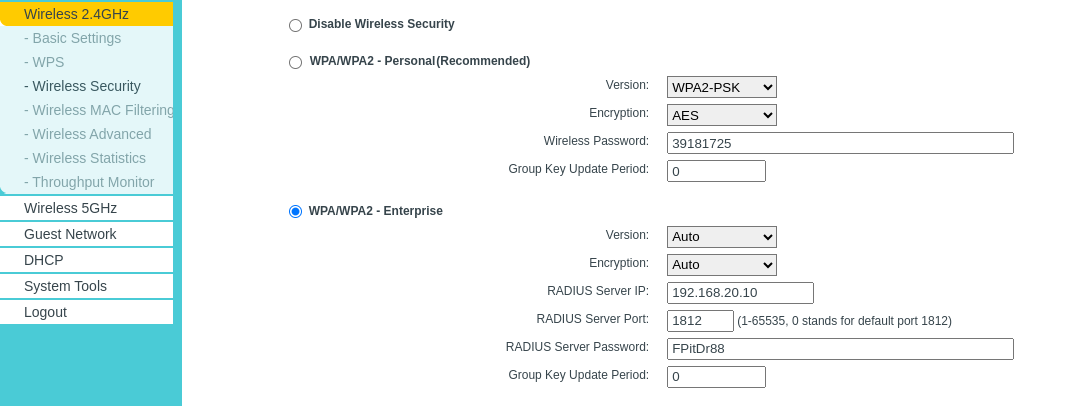 Wireless 2.4GHz
- Basic Settings
- WPS
- Wireless Security
- Wireless MAC Filtering
- Wireless Advanced
- Wireless Statistics
- Throughput Monitor
Wireless 5GHz
Guest Network
DHCP
System Tools
Logout
Disable Wireless Security
WPA/WPA2 - Personal(Recommended)
Version: WPA2-PSK
Encryption: AES
Wireless Password: 39181725
Group Key Update Period: 0
WPA/WPA2 - Enterprise
Version: Auto
Encryption: Auto
RADIUS Server IP: 192.168.20.10
RADIUS Server Port: 1812 (1-65535, 0 stands for default port 1812)
RADIUS Server Password: FPitDr88
Group Key Update Period: 0